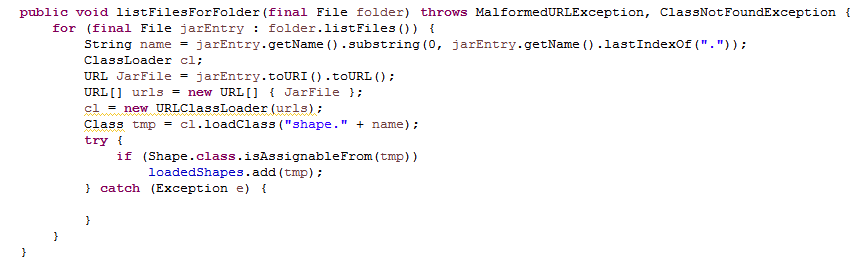 public void listFilesForFolder(final File folder) throws MalformedURLException, ClassNotFoundException {
    for (final File jarEntry : folder.listFiles()) {
        String name = jarEntry.getName().substring(0, jarEntry.getName().lastIndexOf("."));
        ClassLoader cl;
        URL JarFile = jarEntry.toURI().toURL();
        URL[] urls = new URL[] { JarFile };
        cl = new URLClassLoader(urls);
        Class tmp = cl.loadClass("shape." + name);
        try {
            if (Shape.class.isAssignableFrom(tmp))
                loadedShapes.add(tmp);
        } catch (Exception e) {
        }
    }
}